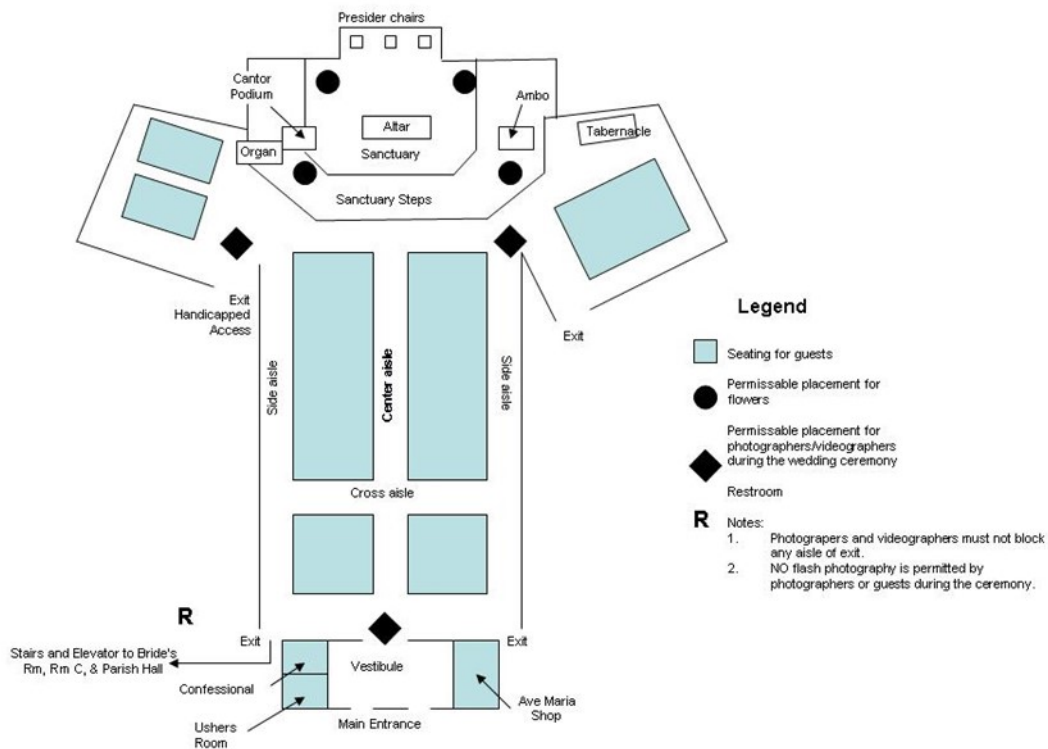 Presider chairs
Cantor
Podium
Ambo
Altar
Tabernacle
Organ
Sanctuary
Sanctuary Steps
Exit
Handicapped
Access
Exit
Side aisle
Center aisle
Side aisle
Cross aisle
R
Exit
Exit
Stairs and Elevator to Bride's
Rm, Rm C, & Parish Hall
Vestibule
Confessional
Ushers
Room
Main Entrance
Ave Maria
Shop
Legend
Seating for guests
Permissable placement for
flowers
Permissable placement for
photographers/videographers
during the wedding ceremony
Restroom
R
Notes:
1. Photograpers and videographers must not block
any aisle of exit.
2. NO flash photography is permitted by
photographers or guests during the ceremony.